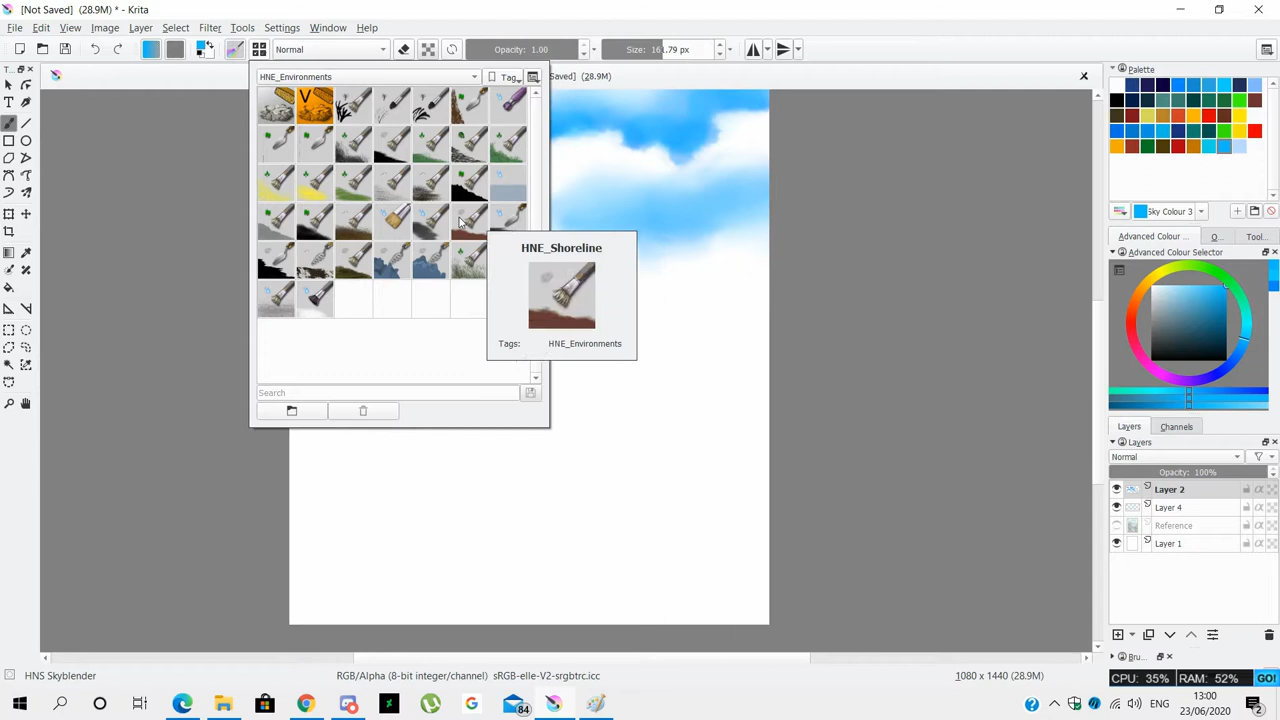 [Not Saved] (28.9M) * - Krita
File Edit View Image Layer Select Filter Tools Settings Window Help
Normal
Opacity: 1.00
Size: 161.79 px
HNE_Environments
Tag
Saved] (28.9M)
HNE_Shoreline
Tags: HNE_Environments
Search
Palette
Sky Colour 3
Advanced Colour ... O... Tool...
Advanced Colour Selector
Layers Channels
Layers
Normal
Opacity: 100%
Layer 2
Layer 4
Reference
Layer 1
Bru...
HNS Skyblender
RGB/Alpha (8-bit integer/channel) sRGB-elle-V2-srgbtrc.icc
1080 x 1440 (28.9M)
CPU: 35% RAM: 52% GO!
84
13:00
23/06/2020
2